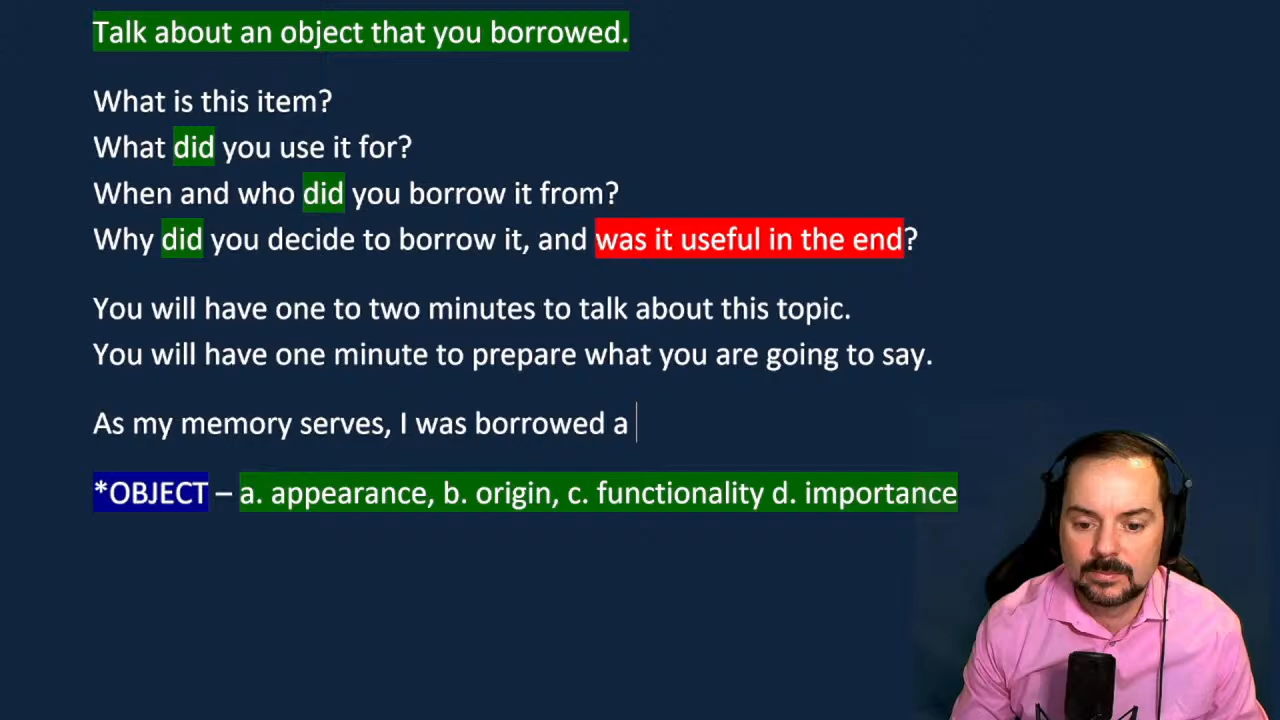 Talk about an object that you borrowed.
What is this item?
What did you use it for?
When and who did you borrow it from?
Why did you decide to borrow it, and was it useful in the end?
You will have one to two minutes to talk about this topic.
You will have one minute to prepare what you are going to say.
As my memory serves, I was borrowed a
*OBJECT – a. appearance, b. origin, c. functionality d. importance